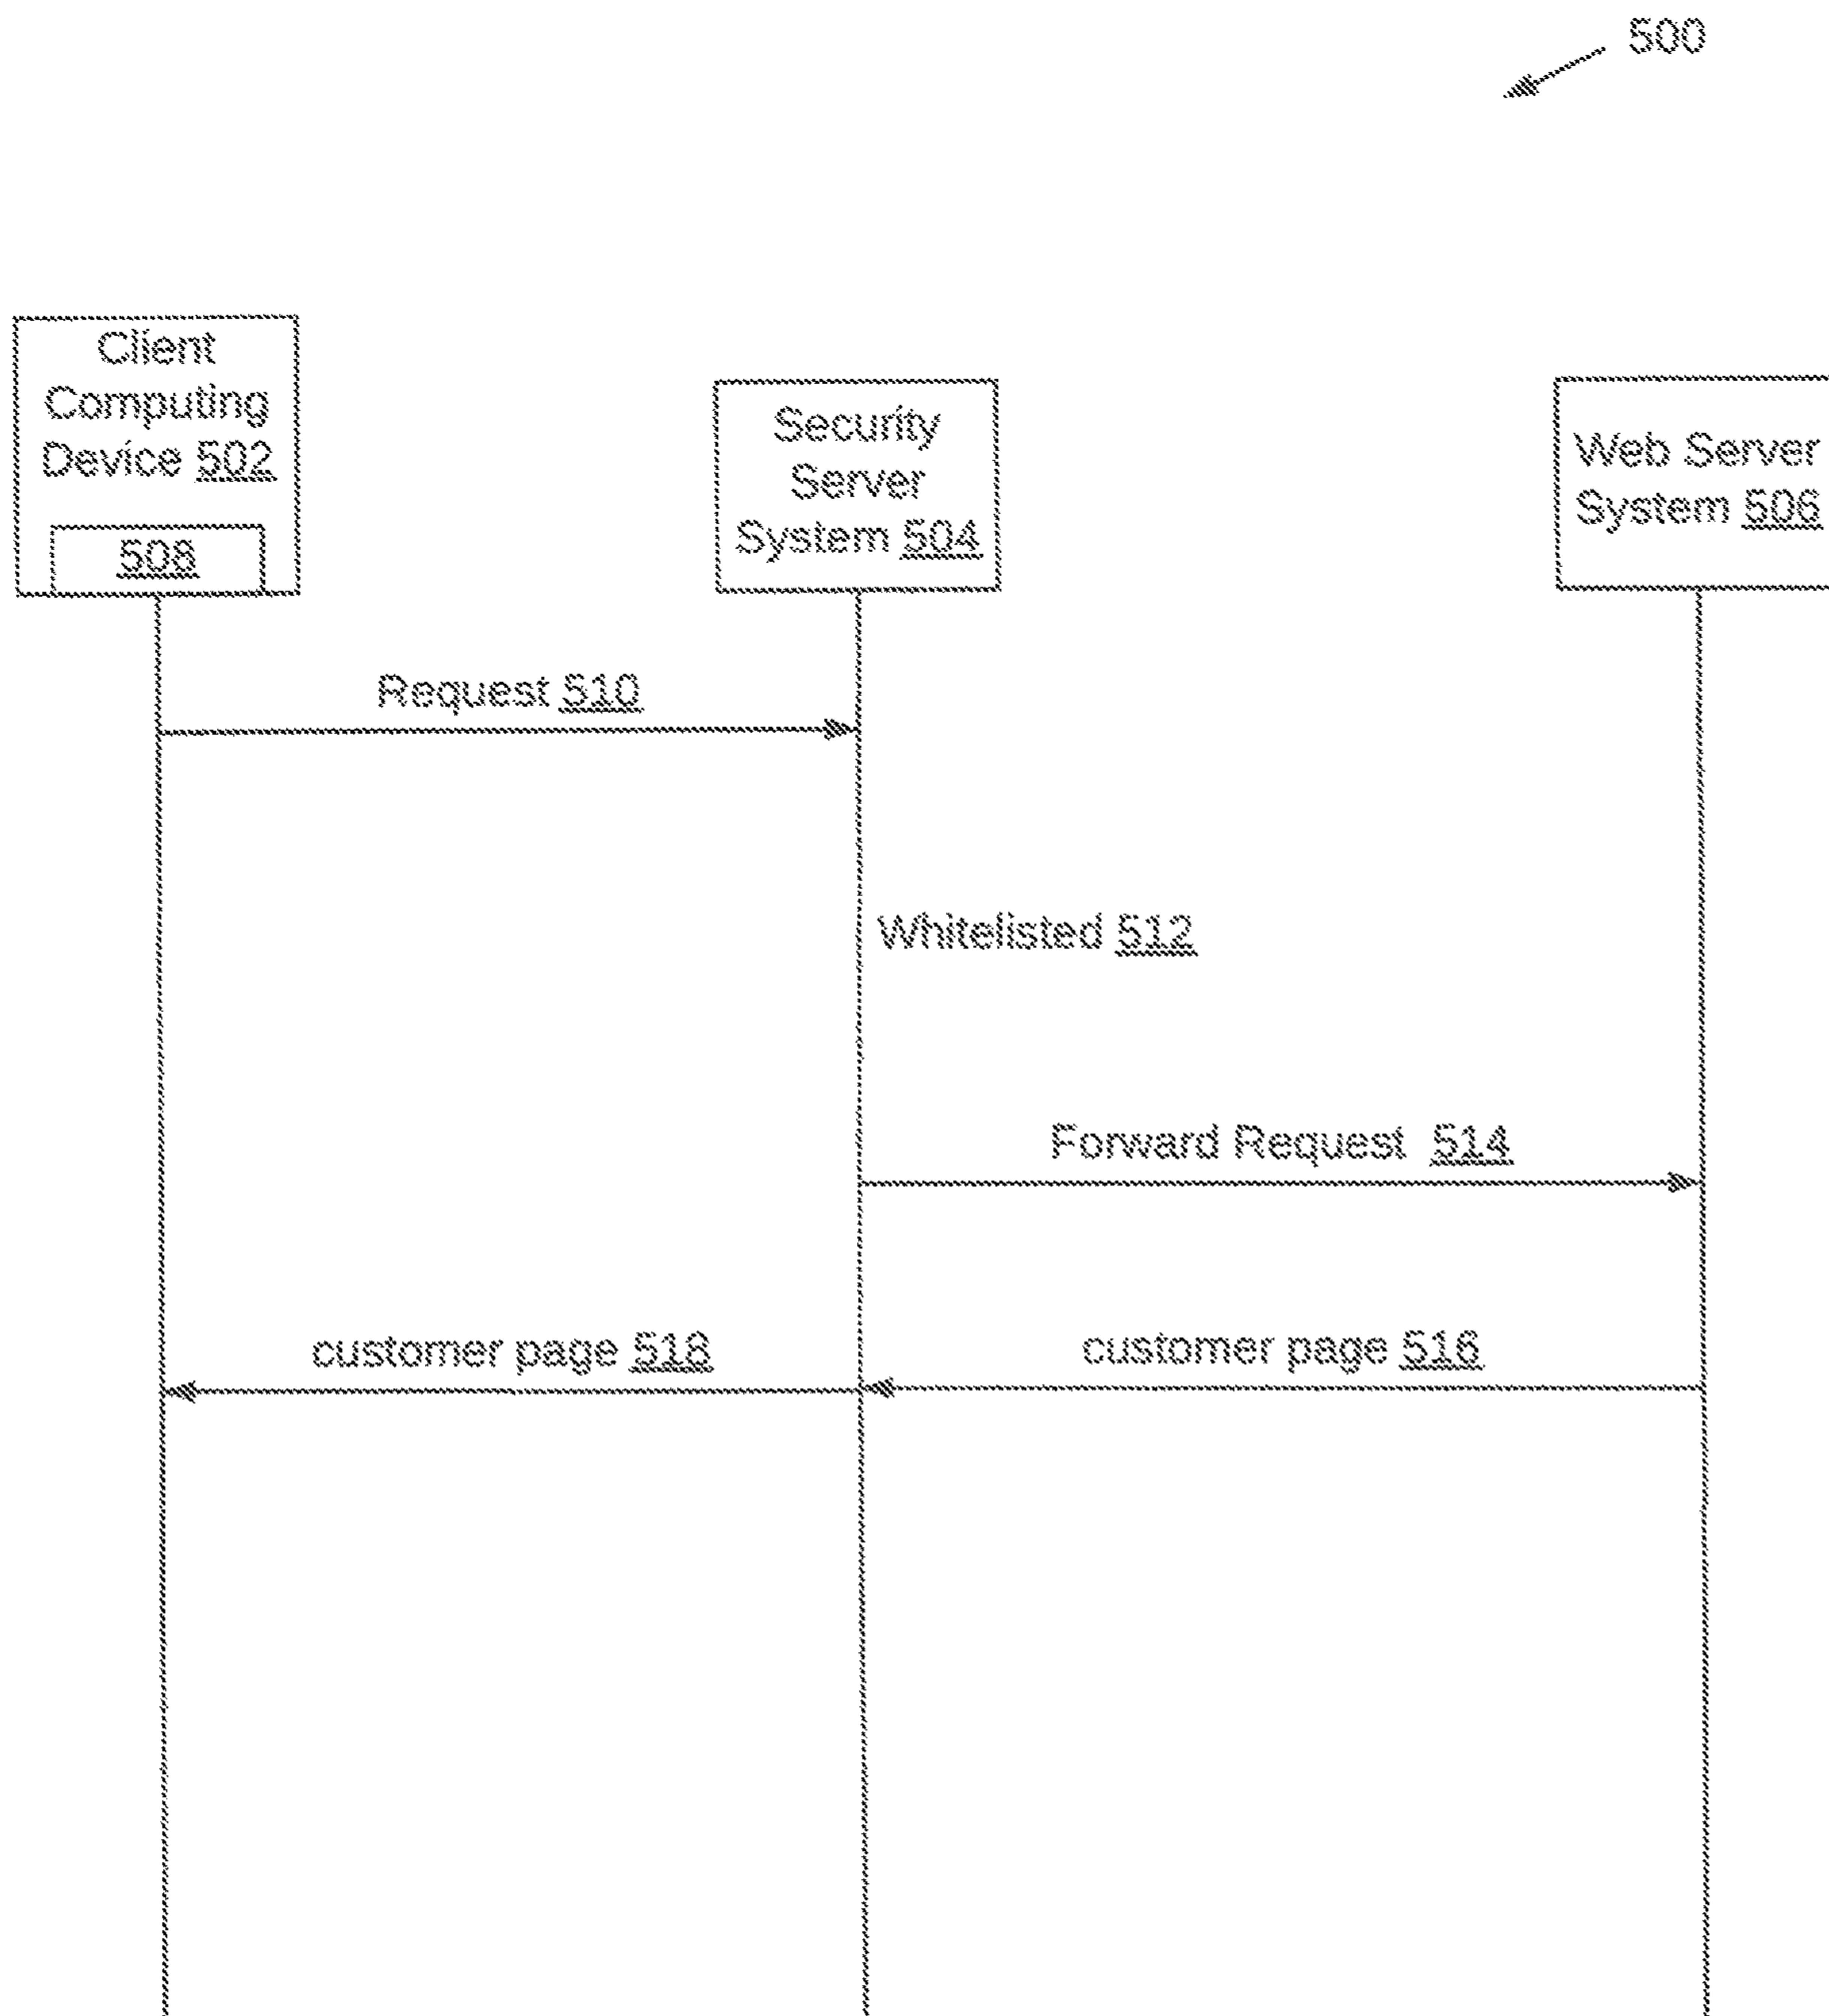 500
Client
Computing
Device 502
508
Security
Server
System 504
Web Server
System 506
Request 510
Whitelisted 512
Forward Request 514
customer page 518
customer page 516